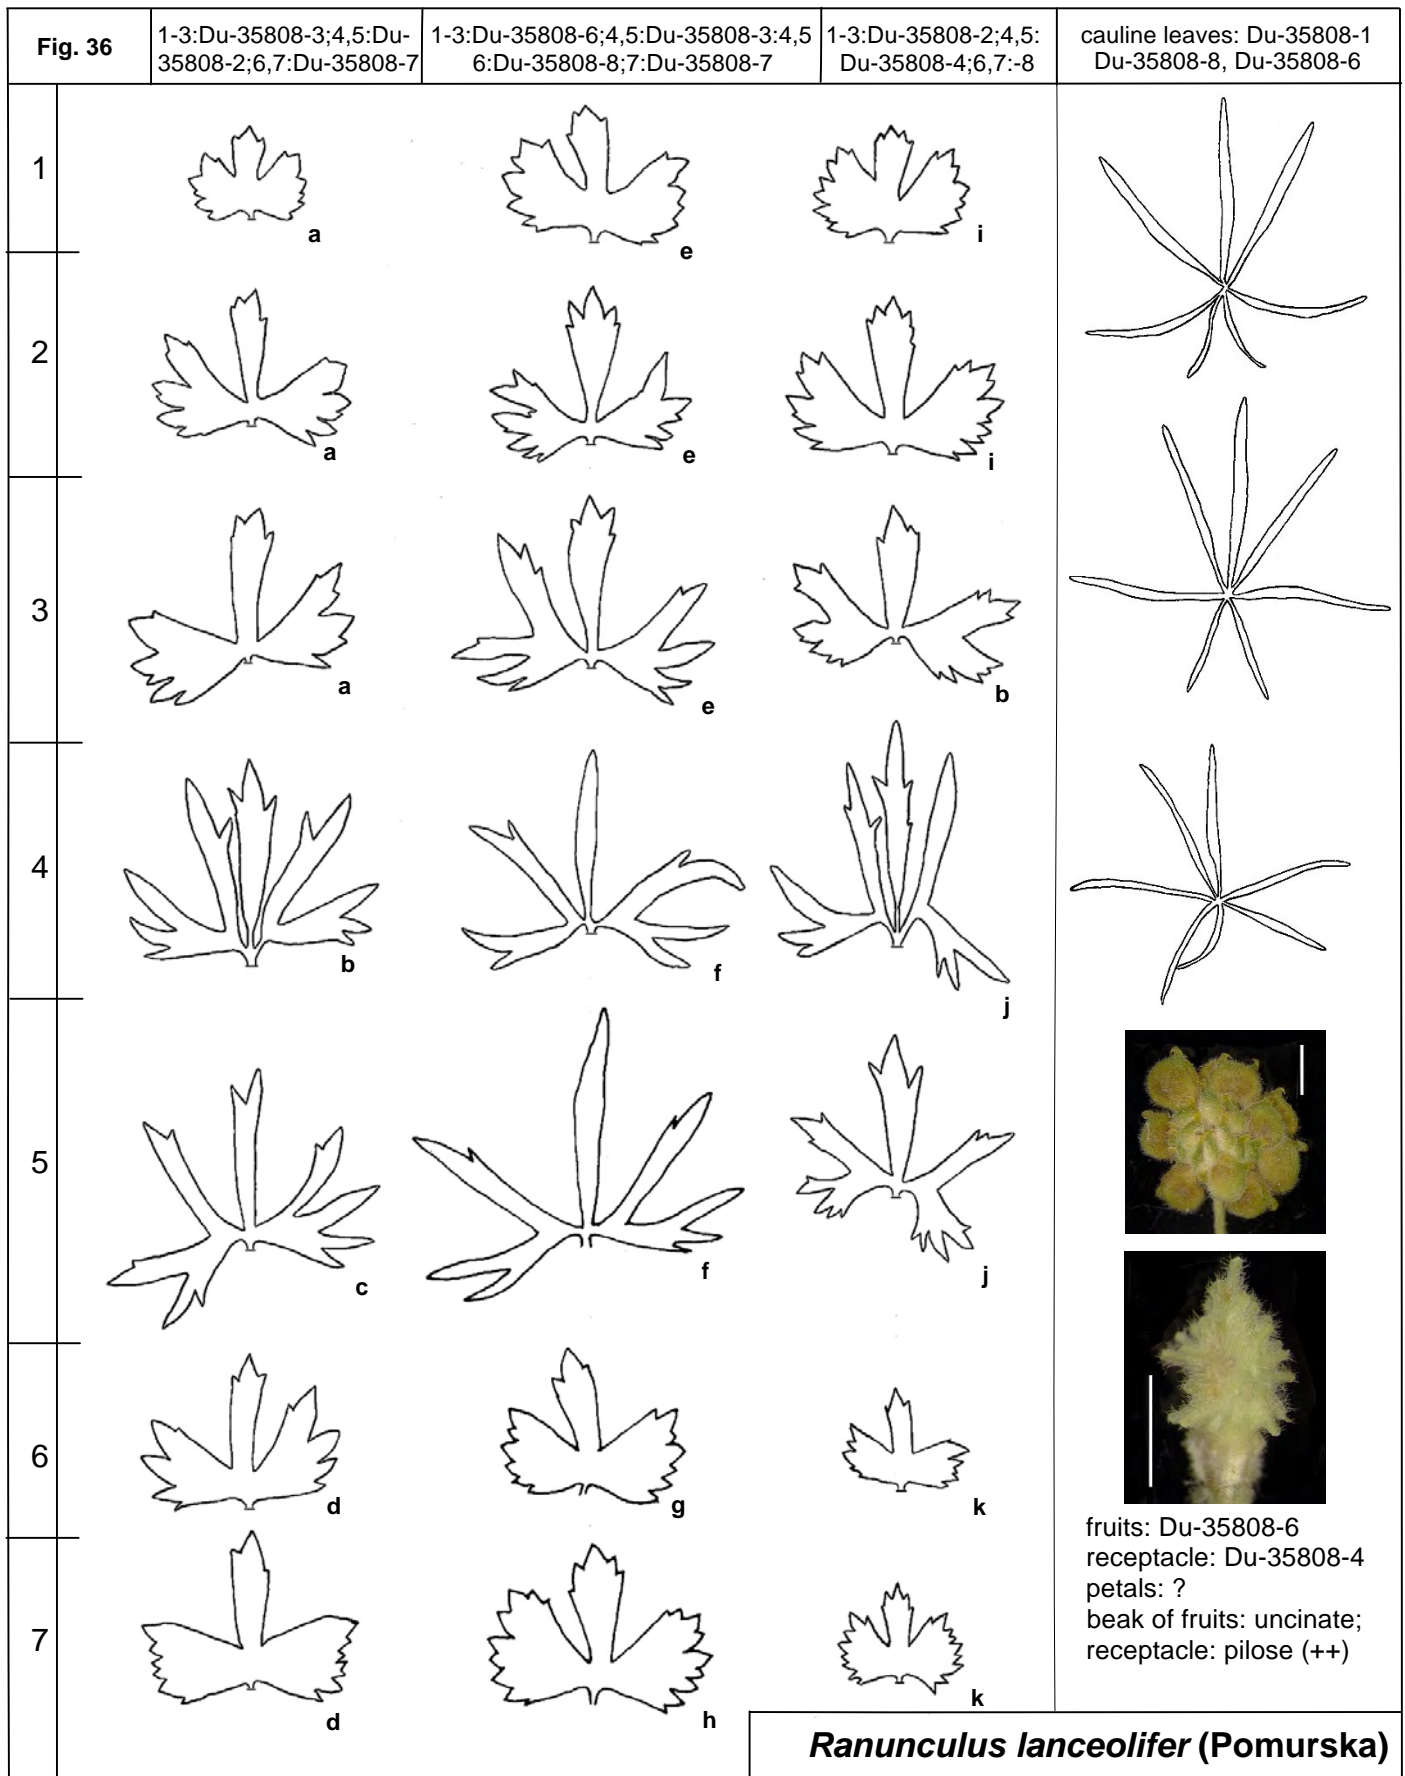 Fig. 36
1-3:Du-35808-3;4,5:Du-
35808-2;6,7:Du-35808-7
1-3:Du-35808-6;4,5:Du-35808-3:4,5
6:Du-35808-8;7:Du-35808-7
1-3:Du-35808-2;4,5:
Du-35808-4;6,7:-8
cauline leaves: Du-35808-1
Du-35808-8, Du-35808-6
1
a
e
i
2
a
e
i
3
a
e
b
4
b
f
j
5
c
f
j
6
d
g
k
7
d
h
k
fruits: Du-35808-6
receptacle: Du-35808-4
petals: ?
beak of fruits: uncinate;
receptacle: pilose (++)
Ranunculus lanceolifer (Pomurska)